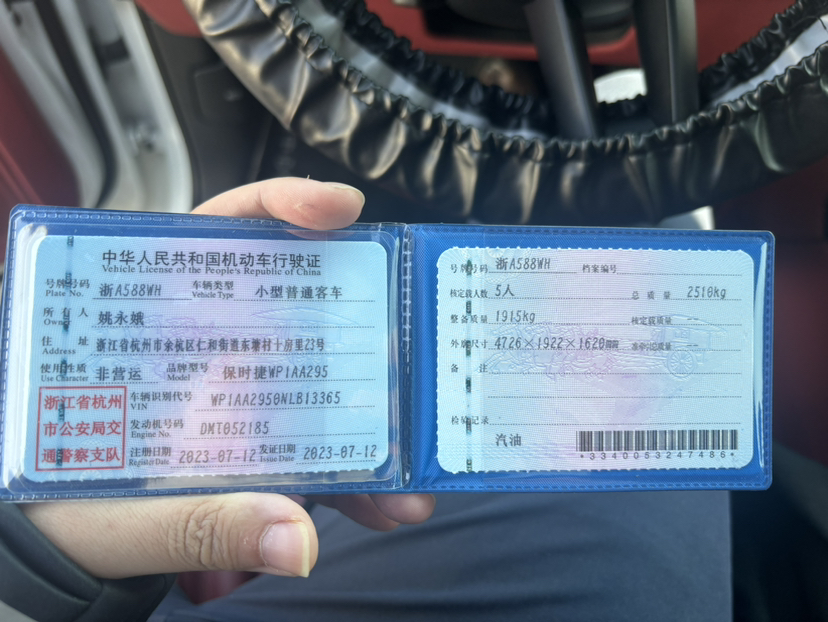 中华人民共和国机动车行驶证
Vehicle License of the People's Republic of China
号牌号码 浙A588WH 车辆类型 小型普通客车
Plate No. Vehicle Type
所有人 姚永娥
Owner
住址 浙江省杭州市余杭区仁和街道东塘村十房里23号
Address
使用性质 非营运 品牌型号 保时捷WP1AA295
Use Character Model
浙江省杭州
市公安局交
通警察支队
车辆识别代号 WP1AA2950NLB13365
VIN
发动机号码 DMT052185
Engine No.
注册日期 2023-07-12 发证日期 2023-07-12
Register Date Issue Date
号牌号码 浙A588WH 档案编号
核定载人数 5人 总质量 2510kg
整备质量 1915kg 核定载质量 --
外廓尺寸 4726×1922×1620mm 准牵引总质量 --
备注
检验记录
汽油
*3340053247486*